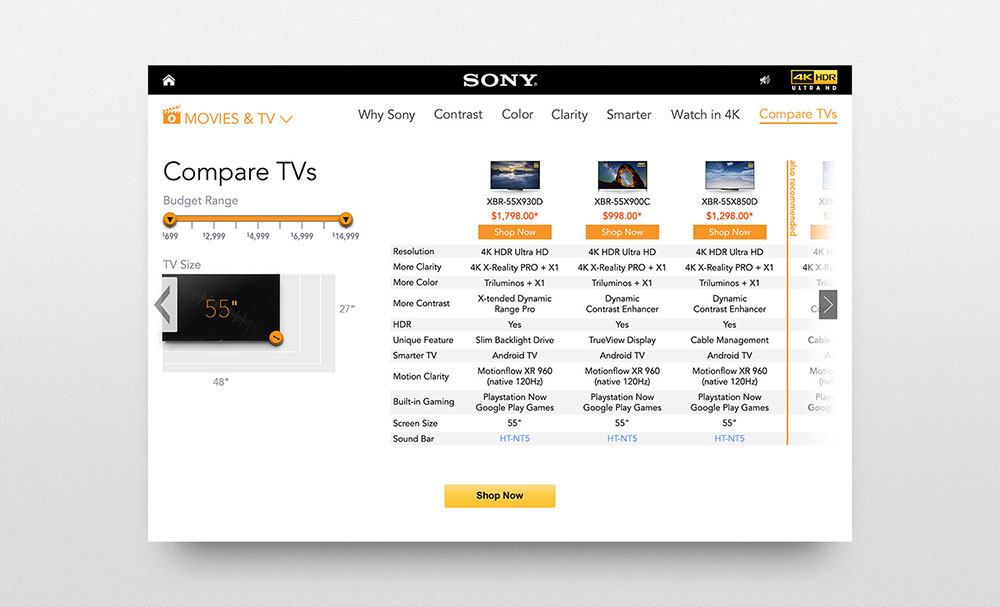 SONY
4K HDR
ULTRA HD
MOVIES & TV
Why Sony Contrast Color Clarity Smarter Watch in 4K Compare TVs
Compare TVs
Budget Range
$699 $2,999 $4,999 $6,999 $14,999
TV Size
55"
27"
48"
XBR-55X930D XBR-55X900C XBR-55X850D
$1,798.00* $998.00* $1,298.00*
Shop Now Shop Now Shop Now
also recommended
Resolution 4K HDR Ultra HD 4K HDR Ultra HD 4K HDR Ultra HD
More Clarity 4K X-Reality PRO + X1 4K X-Reality PRO + X1 4K X-Reality PRO + X1
More Color Triluminos + X1 Triluminos + X1 Triluminos + X1
More Contrast X-tended Dynamic Range Pro Dynamic Contrast Enhancer Dynamic Contrast Enhancer
HDR Yes Yes Yes
Unique Feature Slim Backlight Drive TrueView Display Cable Management
Smarter TV Android TV Android TV Android TV
Motion Clarity Motionflow XR 960 (native 120Hz) Motionflow XR 960 (native 120Hz) Motionflow XR 960 (native 120Hz)
Built-in Gaming Playstation Now Google Play Games Playstation Now Google Play Games Playstation Now Google Play Games
Screen Size 55" 55" 55"
Sound Bar HT-NT5 HT-NT5 HT-NT5
Shop Now